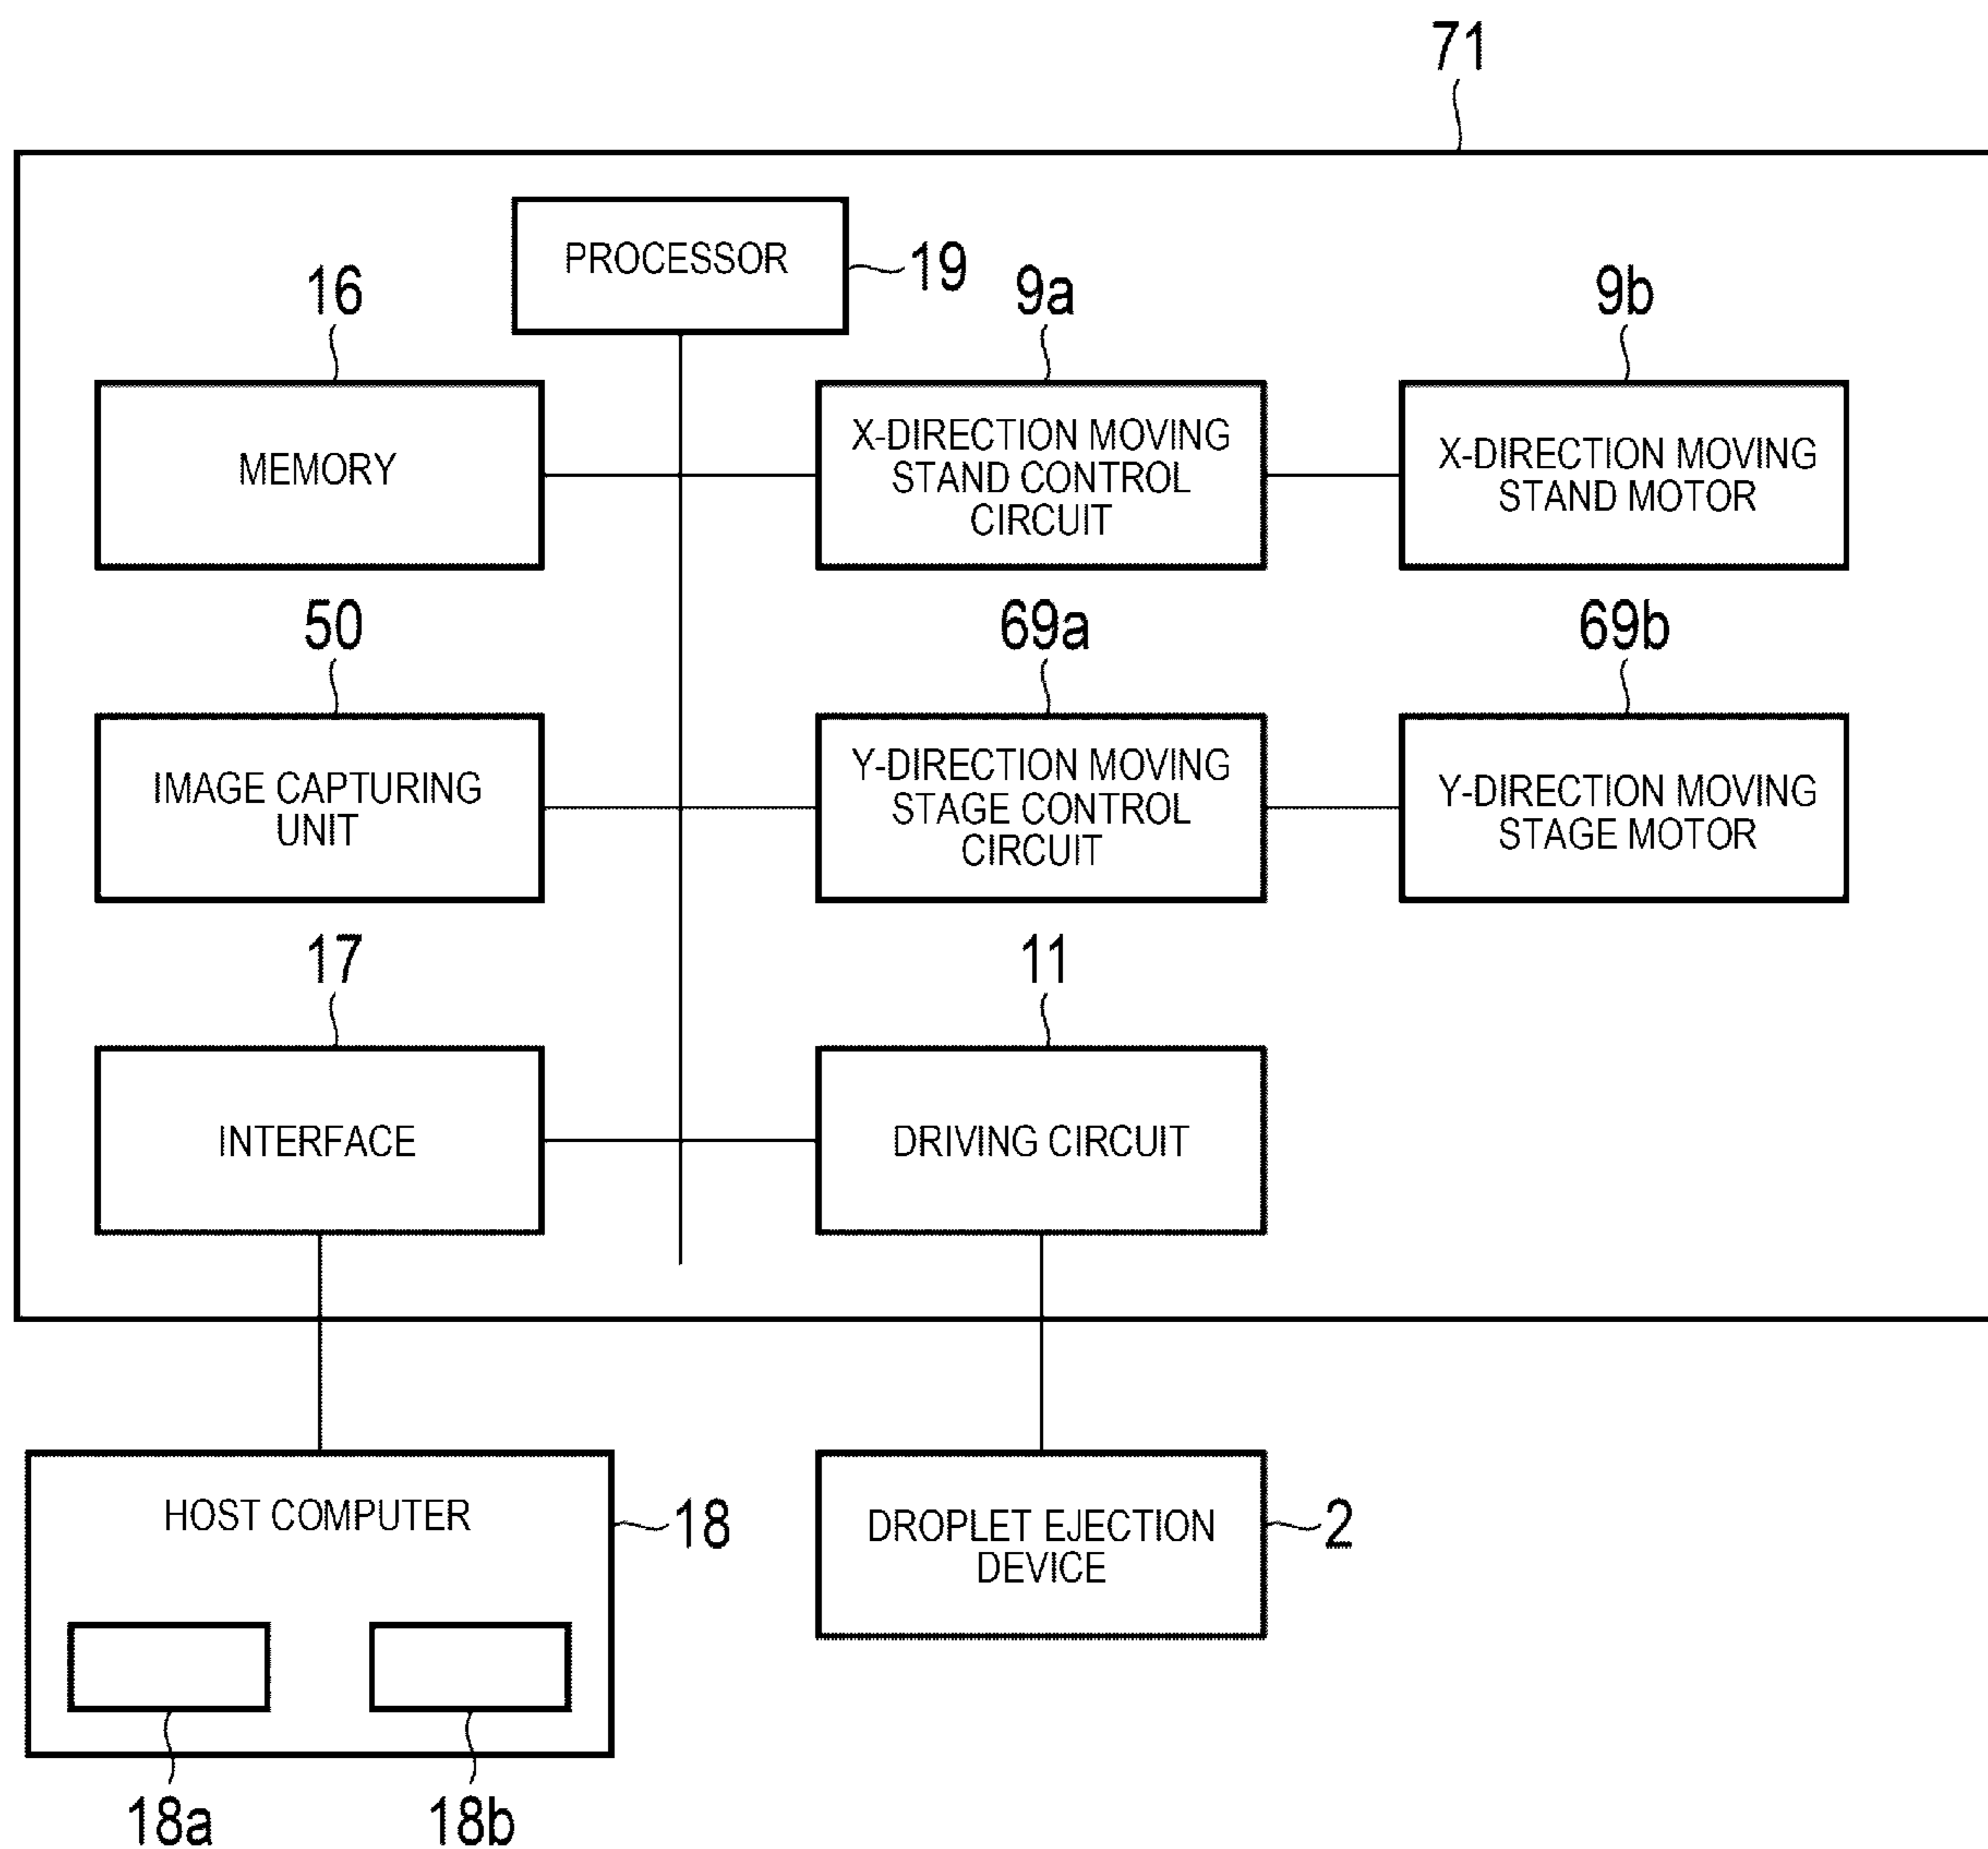 71
PROCESSOR
19
16
9a
9b
MEMORY
X-DIRECTION MOVING
STAND CONTROL
CIRCUIT
X-DIRECTION MOVING
STAND MOTOR
50
69a
69b
IMAGE CAPTURING
UNIT
Y-DIRECTION MOVING
STAGE CONTROL
CIRCUIT
Y-DIRECTION MOVING
STAGE MOTOR
17
11
INTERFACE
DRIVING CIRCUIT
HOST COMPUTER
18
DROPLET EJECTION
DEVICE
2
18a
18b